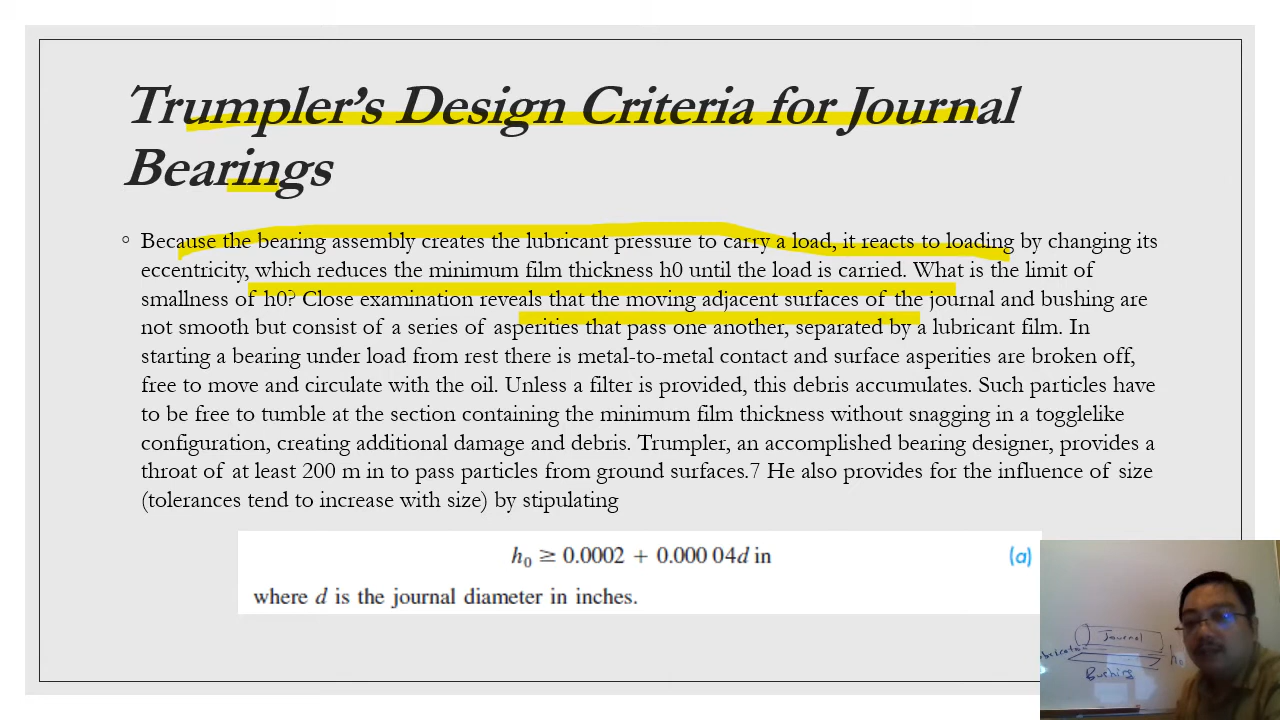 Trumpler's Design Criteria for Journal
Bearings
◦ Because the bearing assembly creates the lubricant pressure to carry a load, it reacts to loading by changing its
eccentricity, which reduces the minimum film thickness h0 until the load is carried. What is the limit of
smallness of h0? Close examination reveals that the moving adjacent surfaces of the journal and bushing are
not smooth but consist of a series of asperities that pass one another, separated by a lubricant film. In
starting a bearing under load from rest there is metal-to-metal contact and surface asperities are broken off,
free to move and circulate with the oil. Unless a filter is provided, this debris accumulates. Such particles have
to be free to tumble at the section containing the minimum film thickness without snagging in a togglelike
configuration, creating additional damage and debris. Trumpler, an accomplished bearing designer, provides a
throat of at least 200 m in to pass particles from ground surfaces.7 He also provides for the influence of size
(tolerances tend to increase with size) by stipulating
h₀ ≥ 0.0002 + 0.000 04d in (a)
where d is the journal diameter in inches.
Journal
Bushing